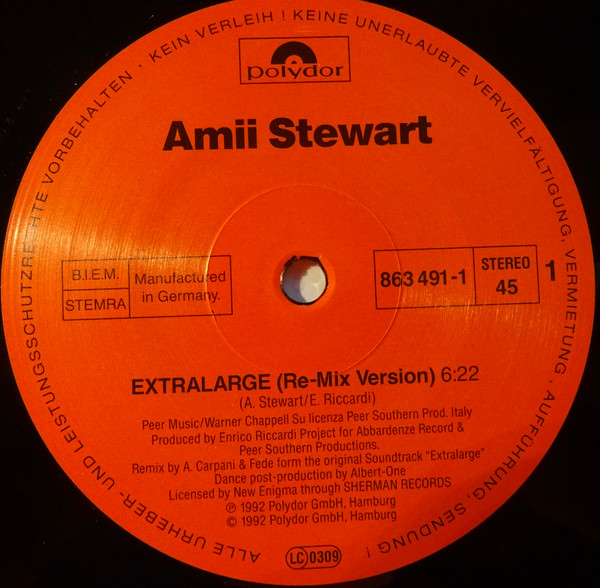 ALLE URHEBER- UND LEISTUNGSSCHUTZRECHTE VORBEHALTEN · KEIN VERLEIH ! KEINE UNERLAUBTE VERVIELFÄLTIGUNG, VERMIETUNG, AUFFÜHRUNG, SENDUNG !
polydor
Amii Stewart
B.I.E.M.
STEMRA
Manufactured
in Germany.
863 491-1
STEREO
45
1
EXTRALARGE (Re-Mix Version) 6:22
(A. Stewart/E. Riccardi)
Peer Music/Warner Chappell Su licenza Peer Southern Prod. Italy
Produced by Enrico Riccardi Project for Abbardenze Record &
Peer Southern Productions.
Remix by A. Carpani & Fede form the original Soundtrack "Extralarge"
Dance post-production by Albert-One
Licensed by New Enigma through SHERMAN RECORDS
℗ 1992 Polydor GmbH, Hamburg
© 1992 Polydor GmbH, Hamburg
LC 0309